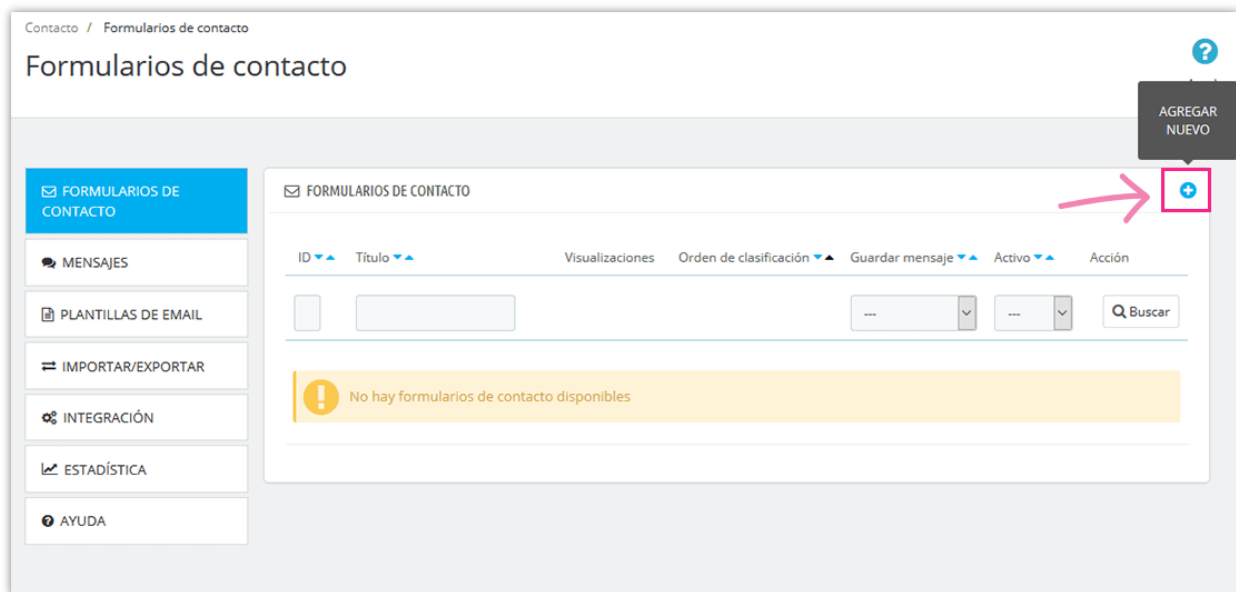 Contacto / Formularios de contacto
Formularios de contacto
AGREGAR
NUEVO
FORMULARIOS DE
CONTACTO
MENSAJES
PLANTILLAS DE EMAIL
IMPORTAR/EXPORTAR
INTEGRACIÓN
ESTADÍSTICA
AYUDA
FORMULARIOS DE CONTACTO
ID Título Visualizaciones Orden de clasificación Guardar mensaje Activo Acción
--- --- Buscar
No hay formularios de contacto disponibles